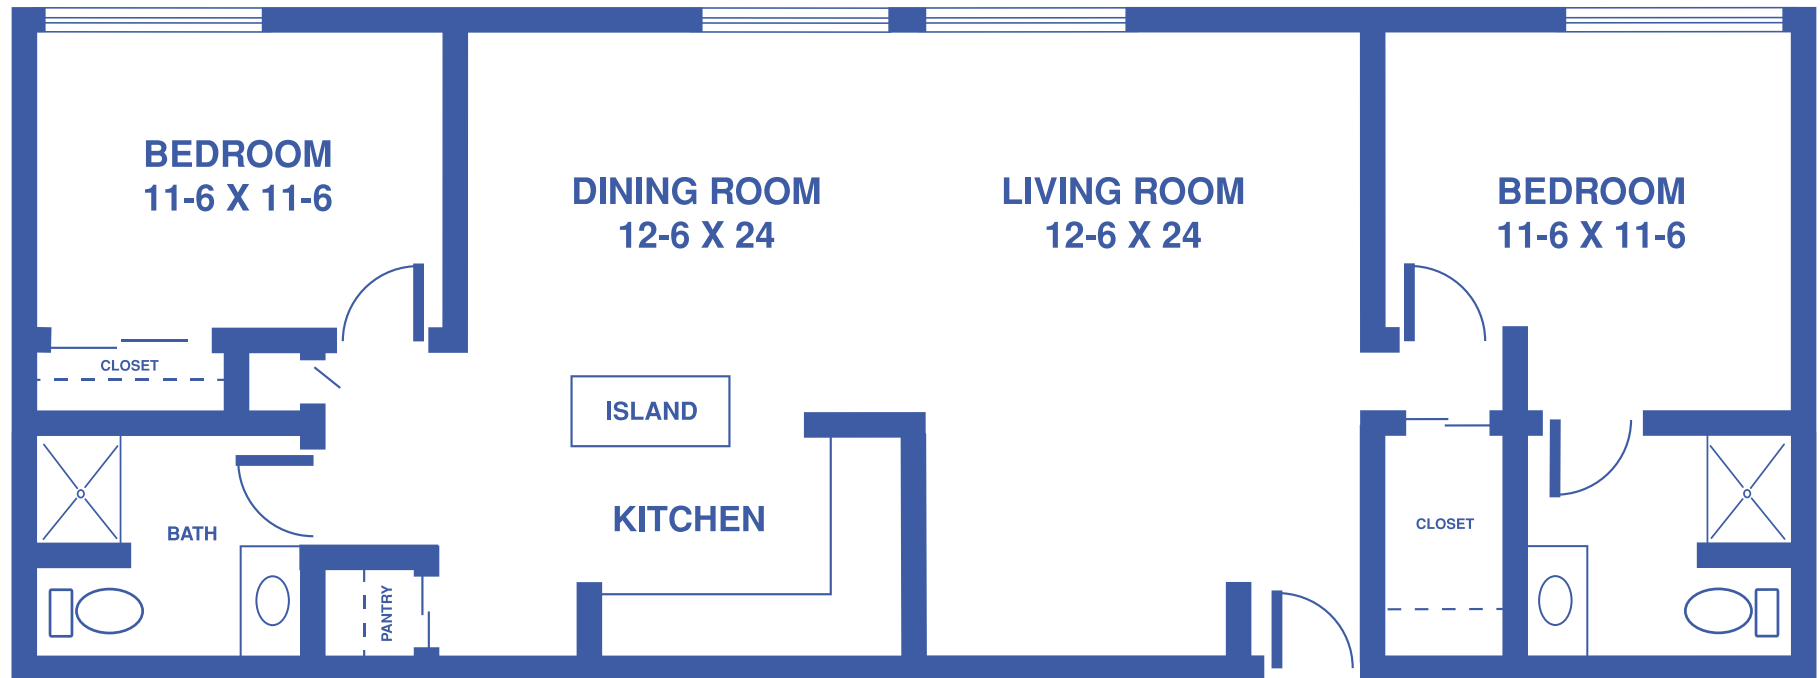 BEDROOM
11-6 X 11-6
DINING ROOM
12-6 X 24
LIVING ROOM
12-6 X 24
BEDROOM
11-6 X 11-6
CLOSET
ISLAND
KITCHEN
BATH
PANTRY
CLOSET